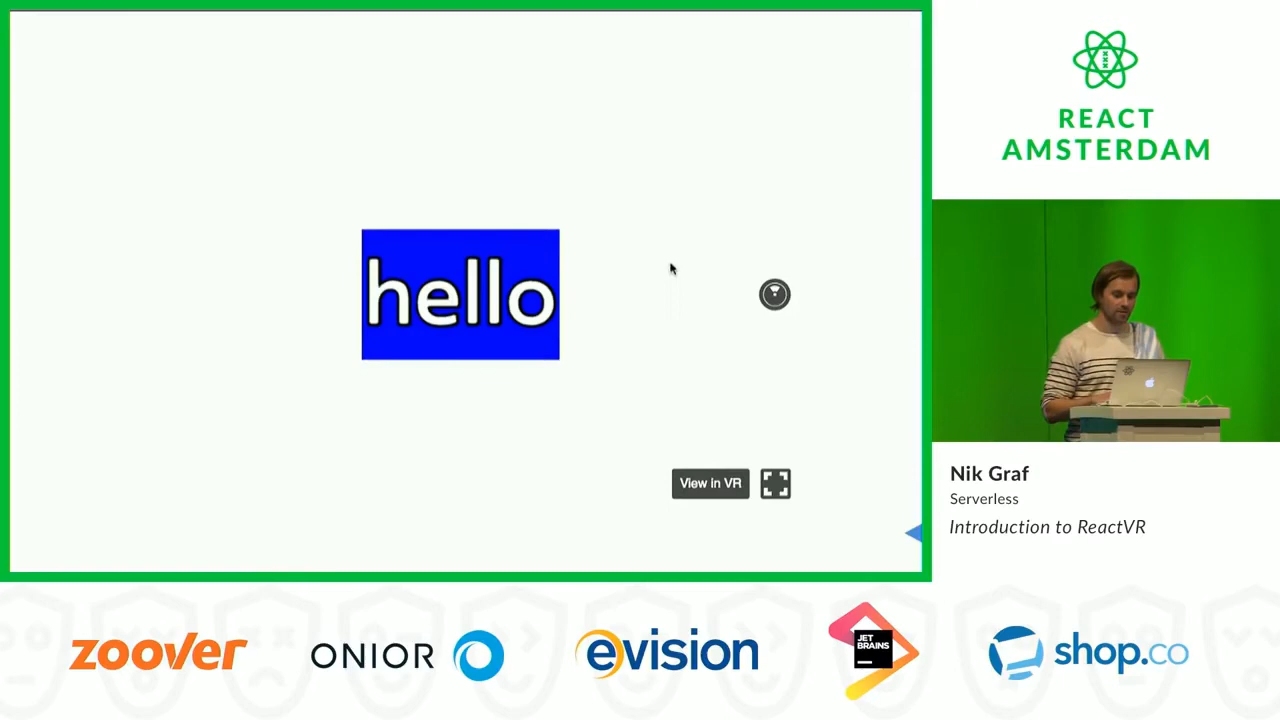 hello
View in VR
REACT
AMSTERDAM
Nik Graf
Serverless
Introduction to ReactVR
zoover
ONIOR
evision
JET
BRAINS
shop.co